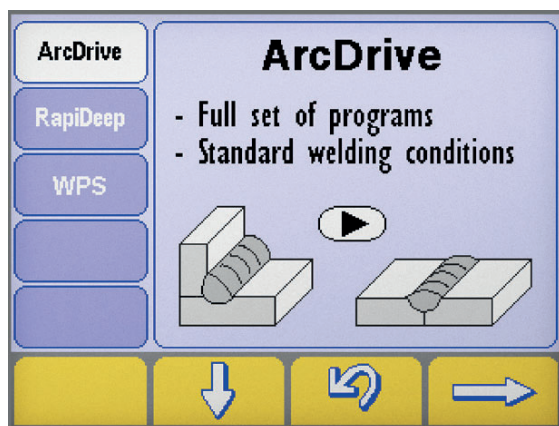 ArcDrive
RapiDeep
WPS
ArcDrive
- Full set of programs
- Standard welding conditions